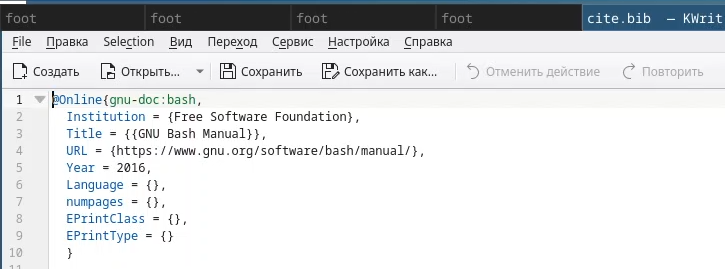 foot foot foot foot cite.bib — KWrit
File Правка Selection Вид Переход Сервис Настройка Справка
Создать Открыть... Сохранить Сохранить как... Отменить действие Повторить
1 @Online{gnu-doc:bash,
2 Institution = {Free Software Foundation},
3 Title = {{GNU Bash Manual}},
4 URL = {https://www.gnu.org/software/bash/manual/},
5 Year = 2016,
6 Language = {},
7 numpages = {},
8 EPrintClass = {},
9 EPrintType = {}
10 }